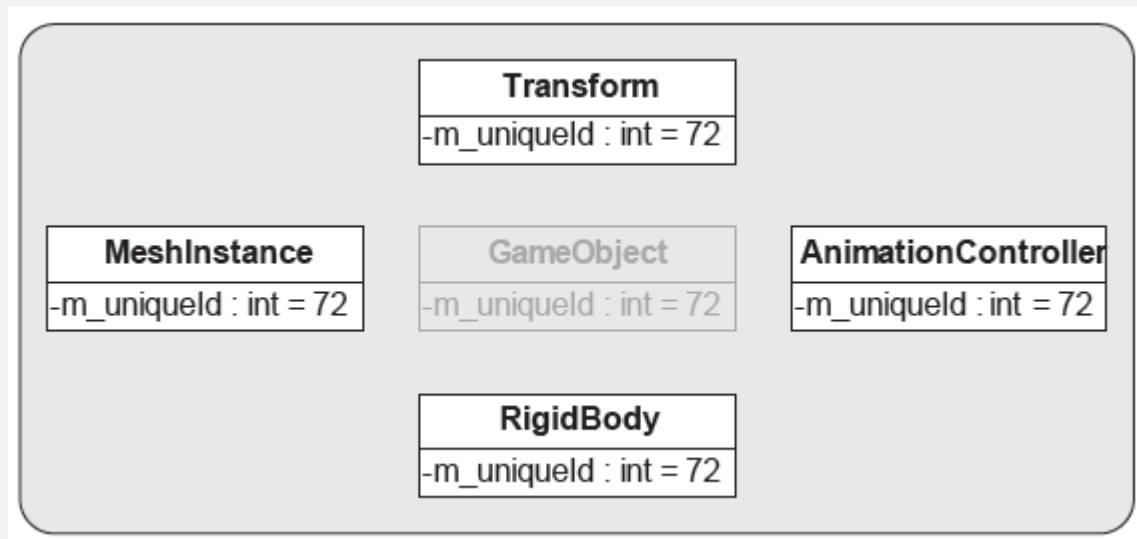 Transform
-m_uniqueId : int = 72
MeshInstance
-m_uniqueId : int = 72
GameObject
-m_uniqueId : int = 72
AnimationController
-m_uniqueId : int = 72
RigidBody
-m_uniqueId : int = 72